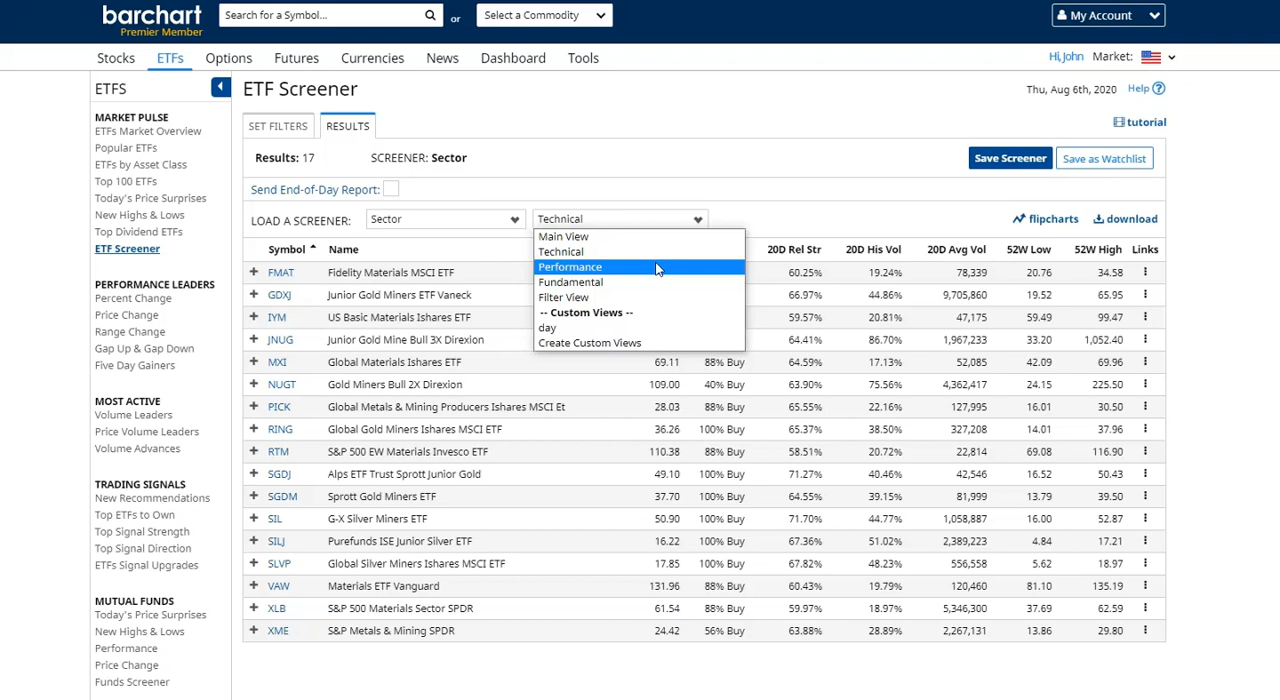 barchart
Premier Member
Search for a Symbol...
or
Select a Commodity
My Account
Stocks ETFs Options Futures Currencies News Dashboard Tools
Hi, John Market:
ETFS
MARKET PULSE
ETFs Market Overview
Popular ETFs
ETFs by Asset Class
Top 100 ETFs
Today's Price Surprises
New Highs & Lows
Top Dividend ETFs
ETF Screener
PERFORMANCE LEADERS
Percent Change
Price Change
Range Change
Gap Up & Gap Down
Five Day Gainers
MOST ACTIVE
Volume Leaders
Price Volume Leaders
Volume Advances
TRADING SIGNALS
New Recommendations
Top ETFs to Own
Top Signal Strength
Top Signal Direction
ETFs Signal Upgrades
MUTUAL FUNDS
Today's Price Surprises
New Highs & Lows
Performance
Price Change
Funds Screener
ETF Screener
Thu, Aug 6th, 2020 Help ?
SET FILTERS RESULTS
tutorial
Results: 17 SCREENER: Sector
Save Screener Save as Watchlist
Send End-of-Day Report:
LOAD A SCREENER: Sector Technical
flipcharts download
Main View
Technical
Performance
Fundamental
Filter View
-- Custom Views --
day
Create Custom Views
Symbol Name 20D Rel Str 20D His Vol 20D Avg Vol 52W Low 52W High Links
FMAT Fidelity Materials MSCI ETF 60.25% 19.24% 78,339 20.76 34.58
GDXJ Junior Gold Miners ETF Vaneck 66.97% 44.86% 9,705,860 19.52 65.95
IYM US Basic Materials Ishares ETF 59.57% 20.81% 47,175 59.49 99.47
JNUG Junior Gold Mine Bull 3X Direxion 64.41% 86.70% 1,967,233 33.20 1,052.40
MXI Global Materials Ishares ETF 69.11 88% Buy 64.59% 17.13% 52,085 42.09 69.96
NUGT Gold Miners Bull 2X Direxion 109.00 40% Buy 63.90% 75.56% 4,362,417 24.15 225.50
PICK Global Metals & Mining Producers Ishares MSCI Et 28.03 88% Buy 65.55% 22.16% 127,995 16.01 30.50
RING Global Gold Miners Ishares MSCI ETF 36.26 100% Buy 65.37% 38.50% 327,208 14.01 37.96
RTM S&P 500 EW Materials Invesco ETF 110.38 88% Buy 58.51% 20.72% 22,814 69.08 116.90
SGDJ Alps ETF Trust Sprott Junior Gold 49.10 100% Buy 71.27% 40.46% 42,546 16.52 50.43
SGDM Sprott Gold Miners ETF 37.70 100% Buy 64.55% 39.15% 81,999 13.79 39.50
SIL G-X Silver Miners ETF 50.90 100% Buy 71.70% 44.77% 1,058,887 16.00 52.87
SILJ Purefunds ISE Junior Silver ETF 16.22 100% Buy 67.36% 51.02% 2,389,223 4.84 17.21
SLVP Global Silver Miners Ishares MSCI ETF 17.85 100% Buy 67.82% 48.23% 556,558 5.62 18.97
VAW Materials ETF Vanguard 131.96 88% Buy 60.43% 19.79% 120,460 81.10 135.19
XLB S&P 500 Materials Sector SPDR 61.54 88% Buy 59.97% 18.97% 5,346,300 37.69 62.59
XME S&P Metals & Mining SPDR 24.42 56% Buy 63.88% 28.89% 2,267,131 13.86 29.80